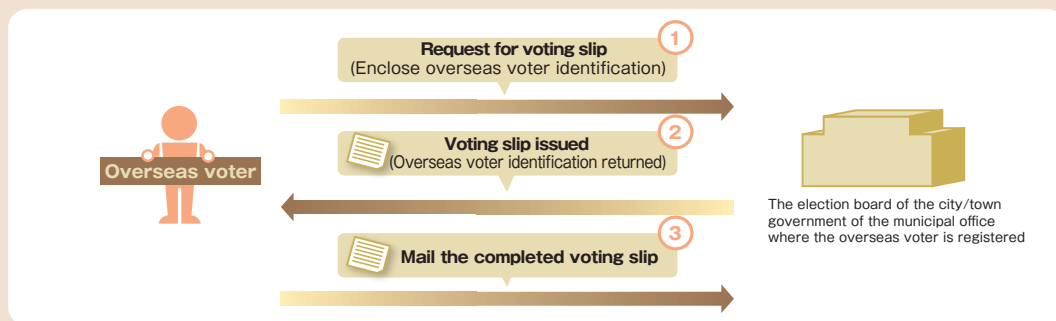 1
Request for voting slip
(Enclose overseas voter identification)
2
Voting slip issued
(Overseas voter identification returned)
Overseas voter
The election board of the city/town
government of the municipal office
where the overseas voter is registered
3
Mail the completed voting slip